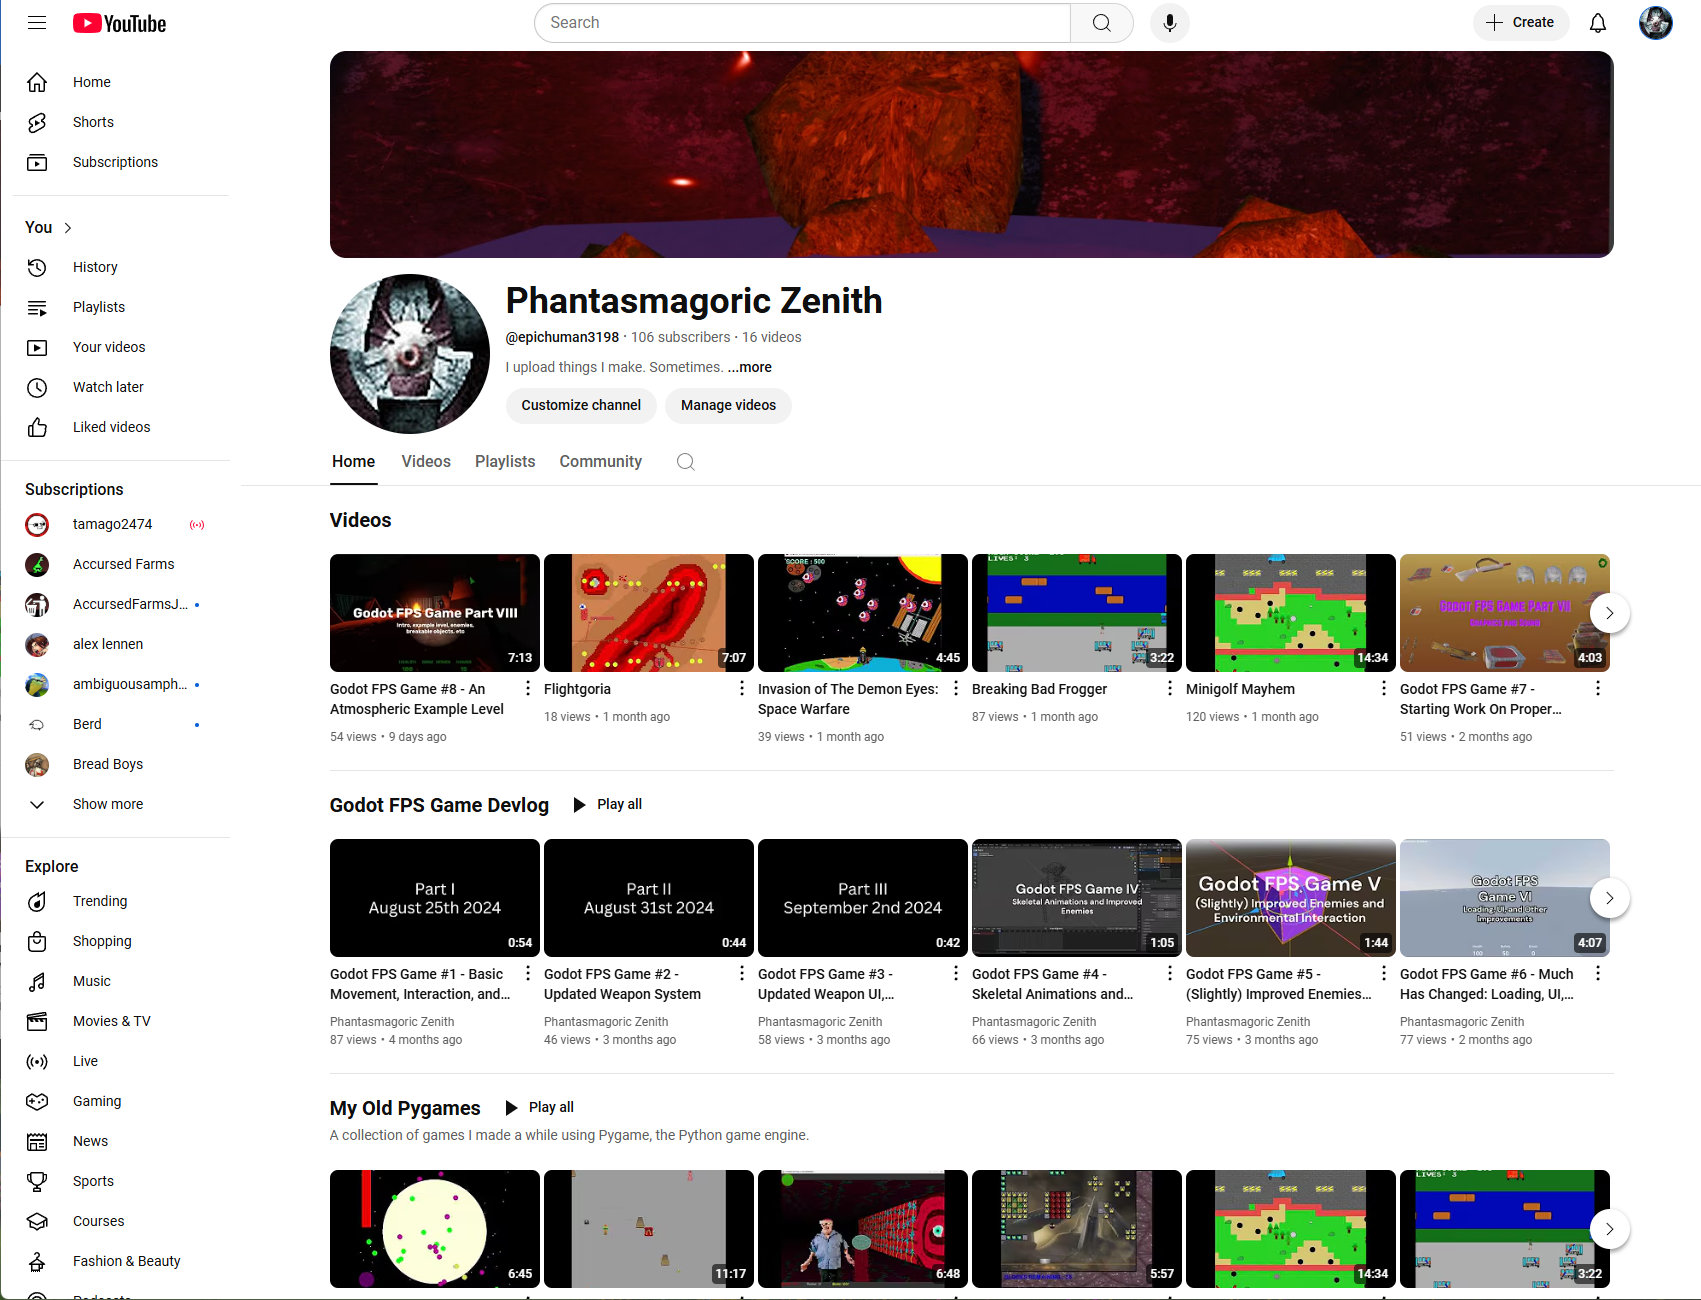 YouTube
Search
Create
Home
Shorts
Subscriptions
You
History
Playlists
Your videos
Watch later
Liked videos
Subscriptions
tamago2474
Accursed Farms
AccursedFarmsJ...
alex lennen
ambiguousamph...
Berd
Bread Boys
Show more
Explore
Trending
Shopping
Music
Movies & TV
Live
Gaming
News
Sports
Courses
Fashion & Beauty
Podcasts
Phantasmagoric Zenith
@epichuman3198 · 106 subscribers · 16 videos
I upload things I make. Sometimes. ...more
Customize channel
Manage videos
Home
Videos
Playlists
Community
Videos
Godot FPS Game Part VIII
Intro, example level, enemies,
breakable objects, etc
7:13
Godot FPS Game #8 - An
Atmospheric Example Level
54 views • 9 days ago
7:07
Flightgoria
18 views • 1 month ago
SCORE : 500
4:45
Invasion of The Demon Eyes:
Space Warfare
39 views • 1 month ago
LIVES: 3
3:22
Breaking Bad Frogger
87 views • 1 month ago
14:34
Minigolf Mayhem
120 views • 1 month ago
GODOT FPS GAME PART VII
4:03
Godot FPS Game #7 -
Starting Work On Proper...
51 views • 2 months ago
Godot FPS Game Devlog
Play all
Part I
August 25th 2024
0:54
Godot FPS Game #1 - Basic
Movement, Interaction, and...
Phantasmagoric Zenith
87 views • 4 months ago
Part II
August 31st 2024
0:44
Godot FPS Game #2 -
Updated Weapon System
Phantasmagoric Zenith
46 views • 3 months ago
Part III
September 2nd 2024
0:42
Godot FPS Game #3 -
Updated Weapon UI,...
Phantasmagoric Zenith
58 views • 3 months ago
Godot FPS Game IV
Skeletal Animations and Improved
Enemies
1:05
Godot FPS Game #4 -
Skeletal Animations and...
Phantasmagoric Zenith
66 views • 3 months ago
Godot FPS Game V
(Slightly) Improved Enemies and
Environmental Interaction
1:44
Godot FPS Game #5 -
(Slightly) Improved Enemies...
Phantasmagoric Zenith
75 views • 3 months ago
Godot FPS
Game VI
Loading, UI, and Other
Improvements
4:07
Godot FPS Game #6 - Much
Has Changed: Loading, UI,...
Phantasmagoric Zenith
77 views • 2 months ago
My Old Pygames
Play all
A collection of games I made a while using Pygame, the Python game engine.
6:45
11:17
6:48
5:57
14:34
LIVES: 3
3:22